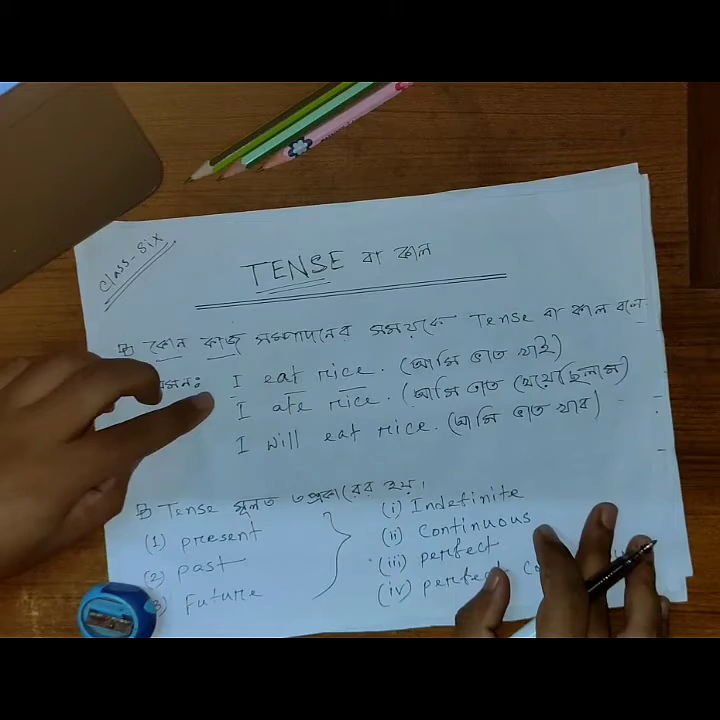 Class-Six
TENSE বা কাল
কোন কাজ সম্পাদনের সময়কে Tense বা কাল বলে
যেমনঃ I eat rice. (আমি ভাত খাই)
I ate rice. (আমি ভাত খেয়েছিলাম)
I will eat rice. (আমি ভাত খাব)
Tense মূলত ৩ প্রকারের হয়।
(1) present
(2) past
3) Future
(i) Indefinite
(ii) continuous
(iii) perfect
(iv) perfect